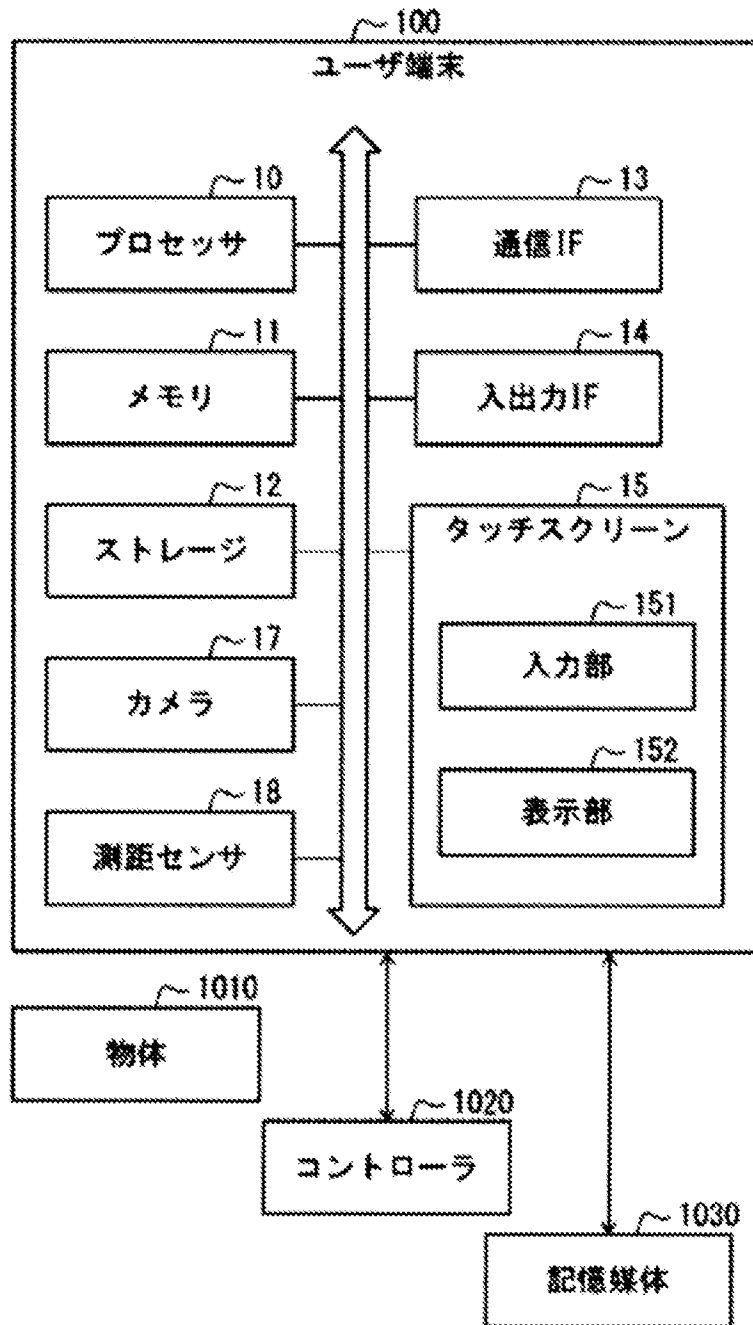 100
ユーザ端末
10
プロセッサ
13
通信IF
11
メモリ
14
入出力IF
12
ストレージ
15
タッチスクリーン
151
入力部
17
カメラ
152
表示部
18
測距センサ
1010
物体
1020
コントローラ
1030
記憶媒体